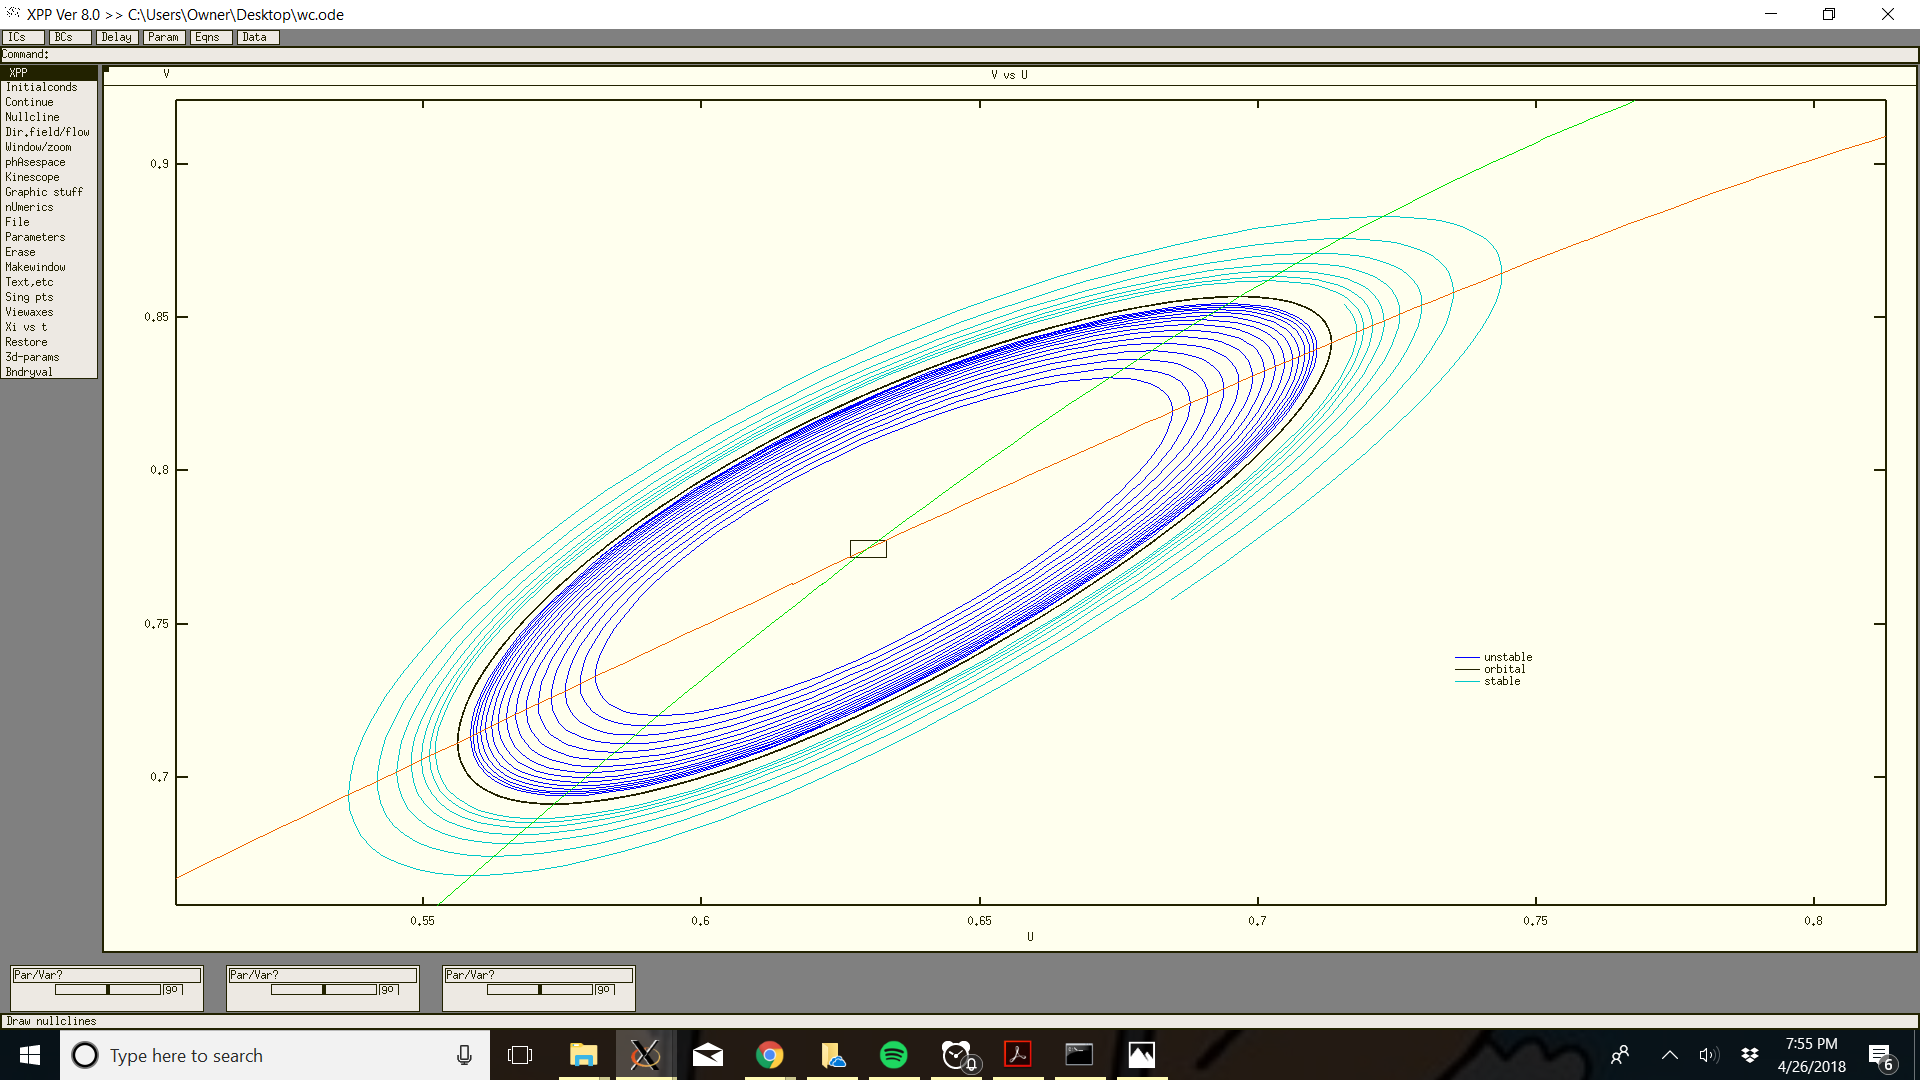 XPP Ver 8.0 >> C:\Users\Owner\Desktop\wc.ode
ICs BCs Delay Param Eqns Data
Command:
XPP
Initialconds
Continue
Nullcline
Dir.field/flow
Window/zoom
phAsespace
Kinescope
Graphic stuff
nUmerics
File
Parameters
Erase
Makewindow
Text,etc
Sing pts
Viewaxes
Xi vs t
Restore
3d-params
Bndryval
V
V vs U
0.9
0.85
0.8
0.75
0.7
unstable
orbital
stable
0.55 0.6 0.65 0.7 0.75 0.8
U
Par/Var? Par/Var? Par/Var?
go go go
Draw nullclines
Type here to search
7:55 PM
4/26/2018
6